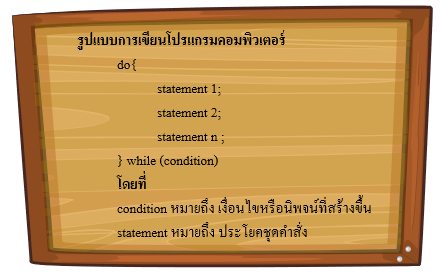 รูปแบบการเขียนโปรแกรมคอมพิวเตอร์
do{
statement 1;
statement 2;
statement n ;
} while (condition)
โดยที่
condition หมายถึง เงื่อนไขหรือนิพจน์ที่สร้างขึ้น
statement หมายถึง ประโยคชุดคำสั่ง